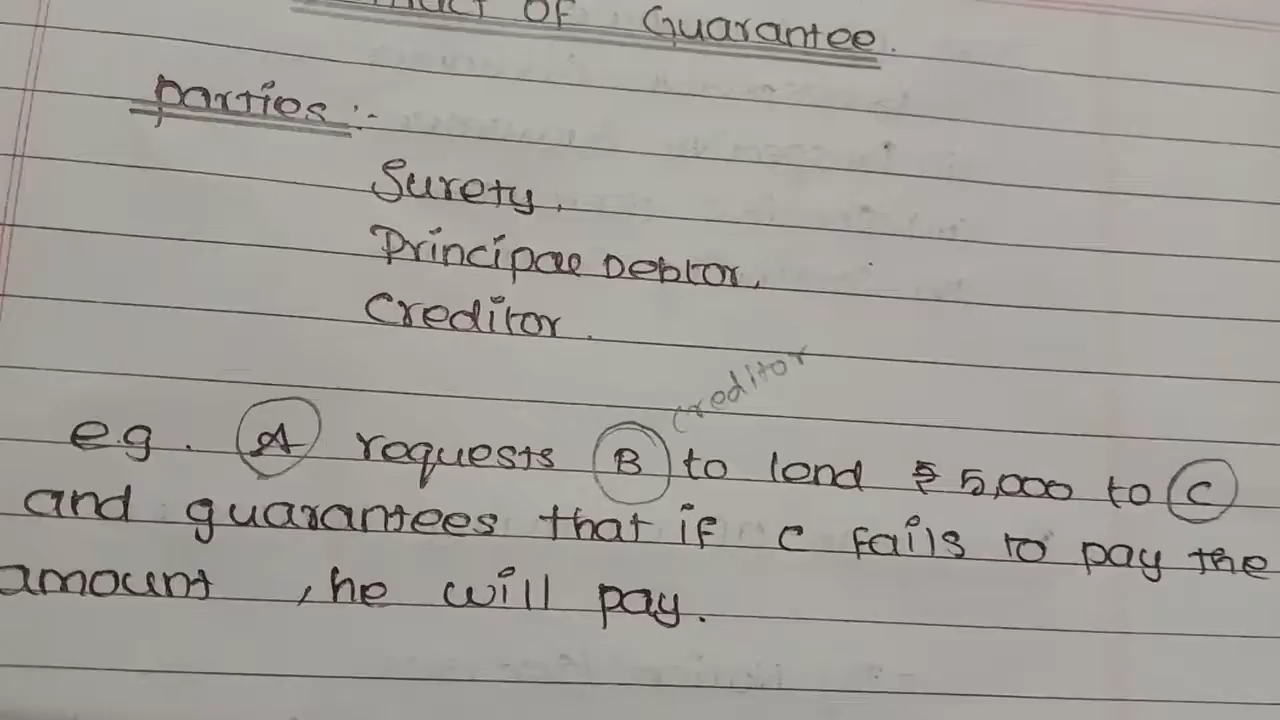 of Guarantee.
parties :-
Surety.
Principal Debtor.
Creditor.
creditor
e.g. A requests B to lend ₹ 5,000 to C
and guarantees that if C fails to pay the
amount, he will pay.